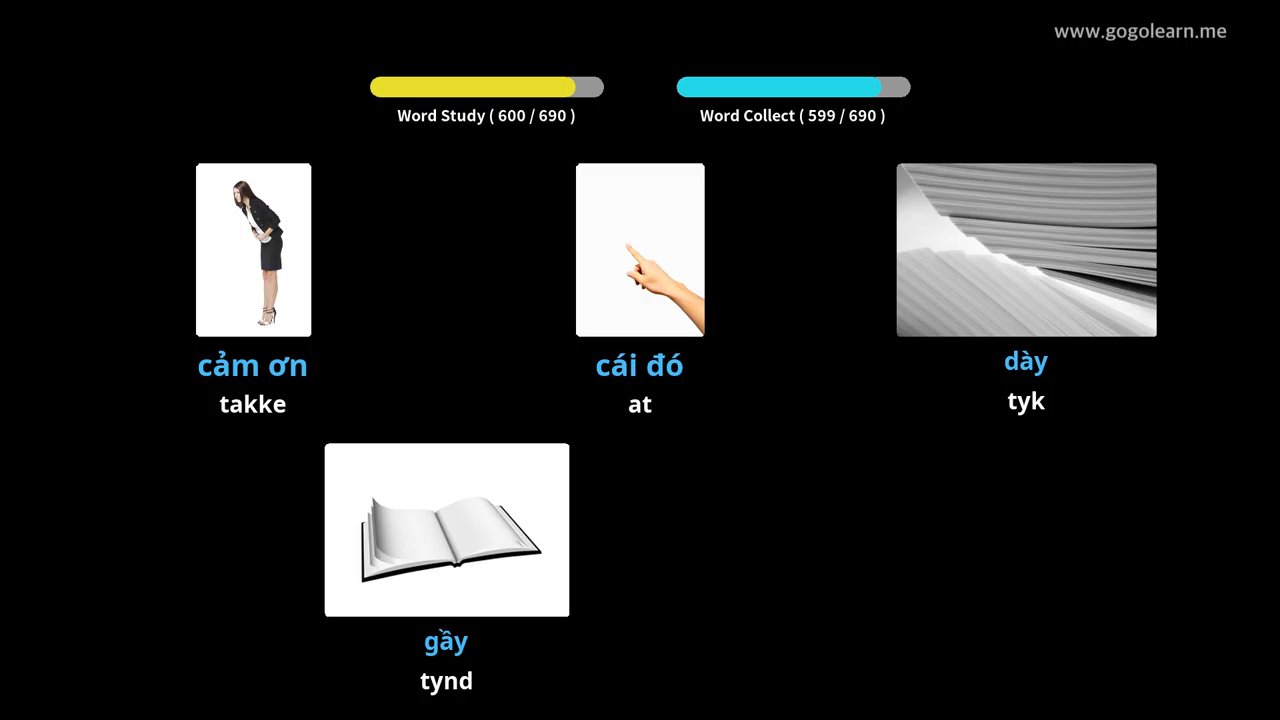 www.gogolearn.me
Word Study ( 600 / 690 )
Word Collect ( 599 / 690 )
cảm ơn
takke
cái đó
at
dày
tyk
gầy
tynd